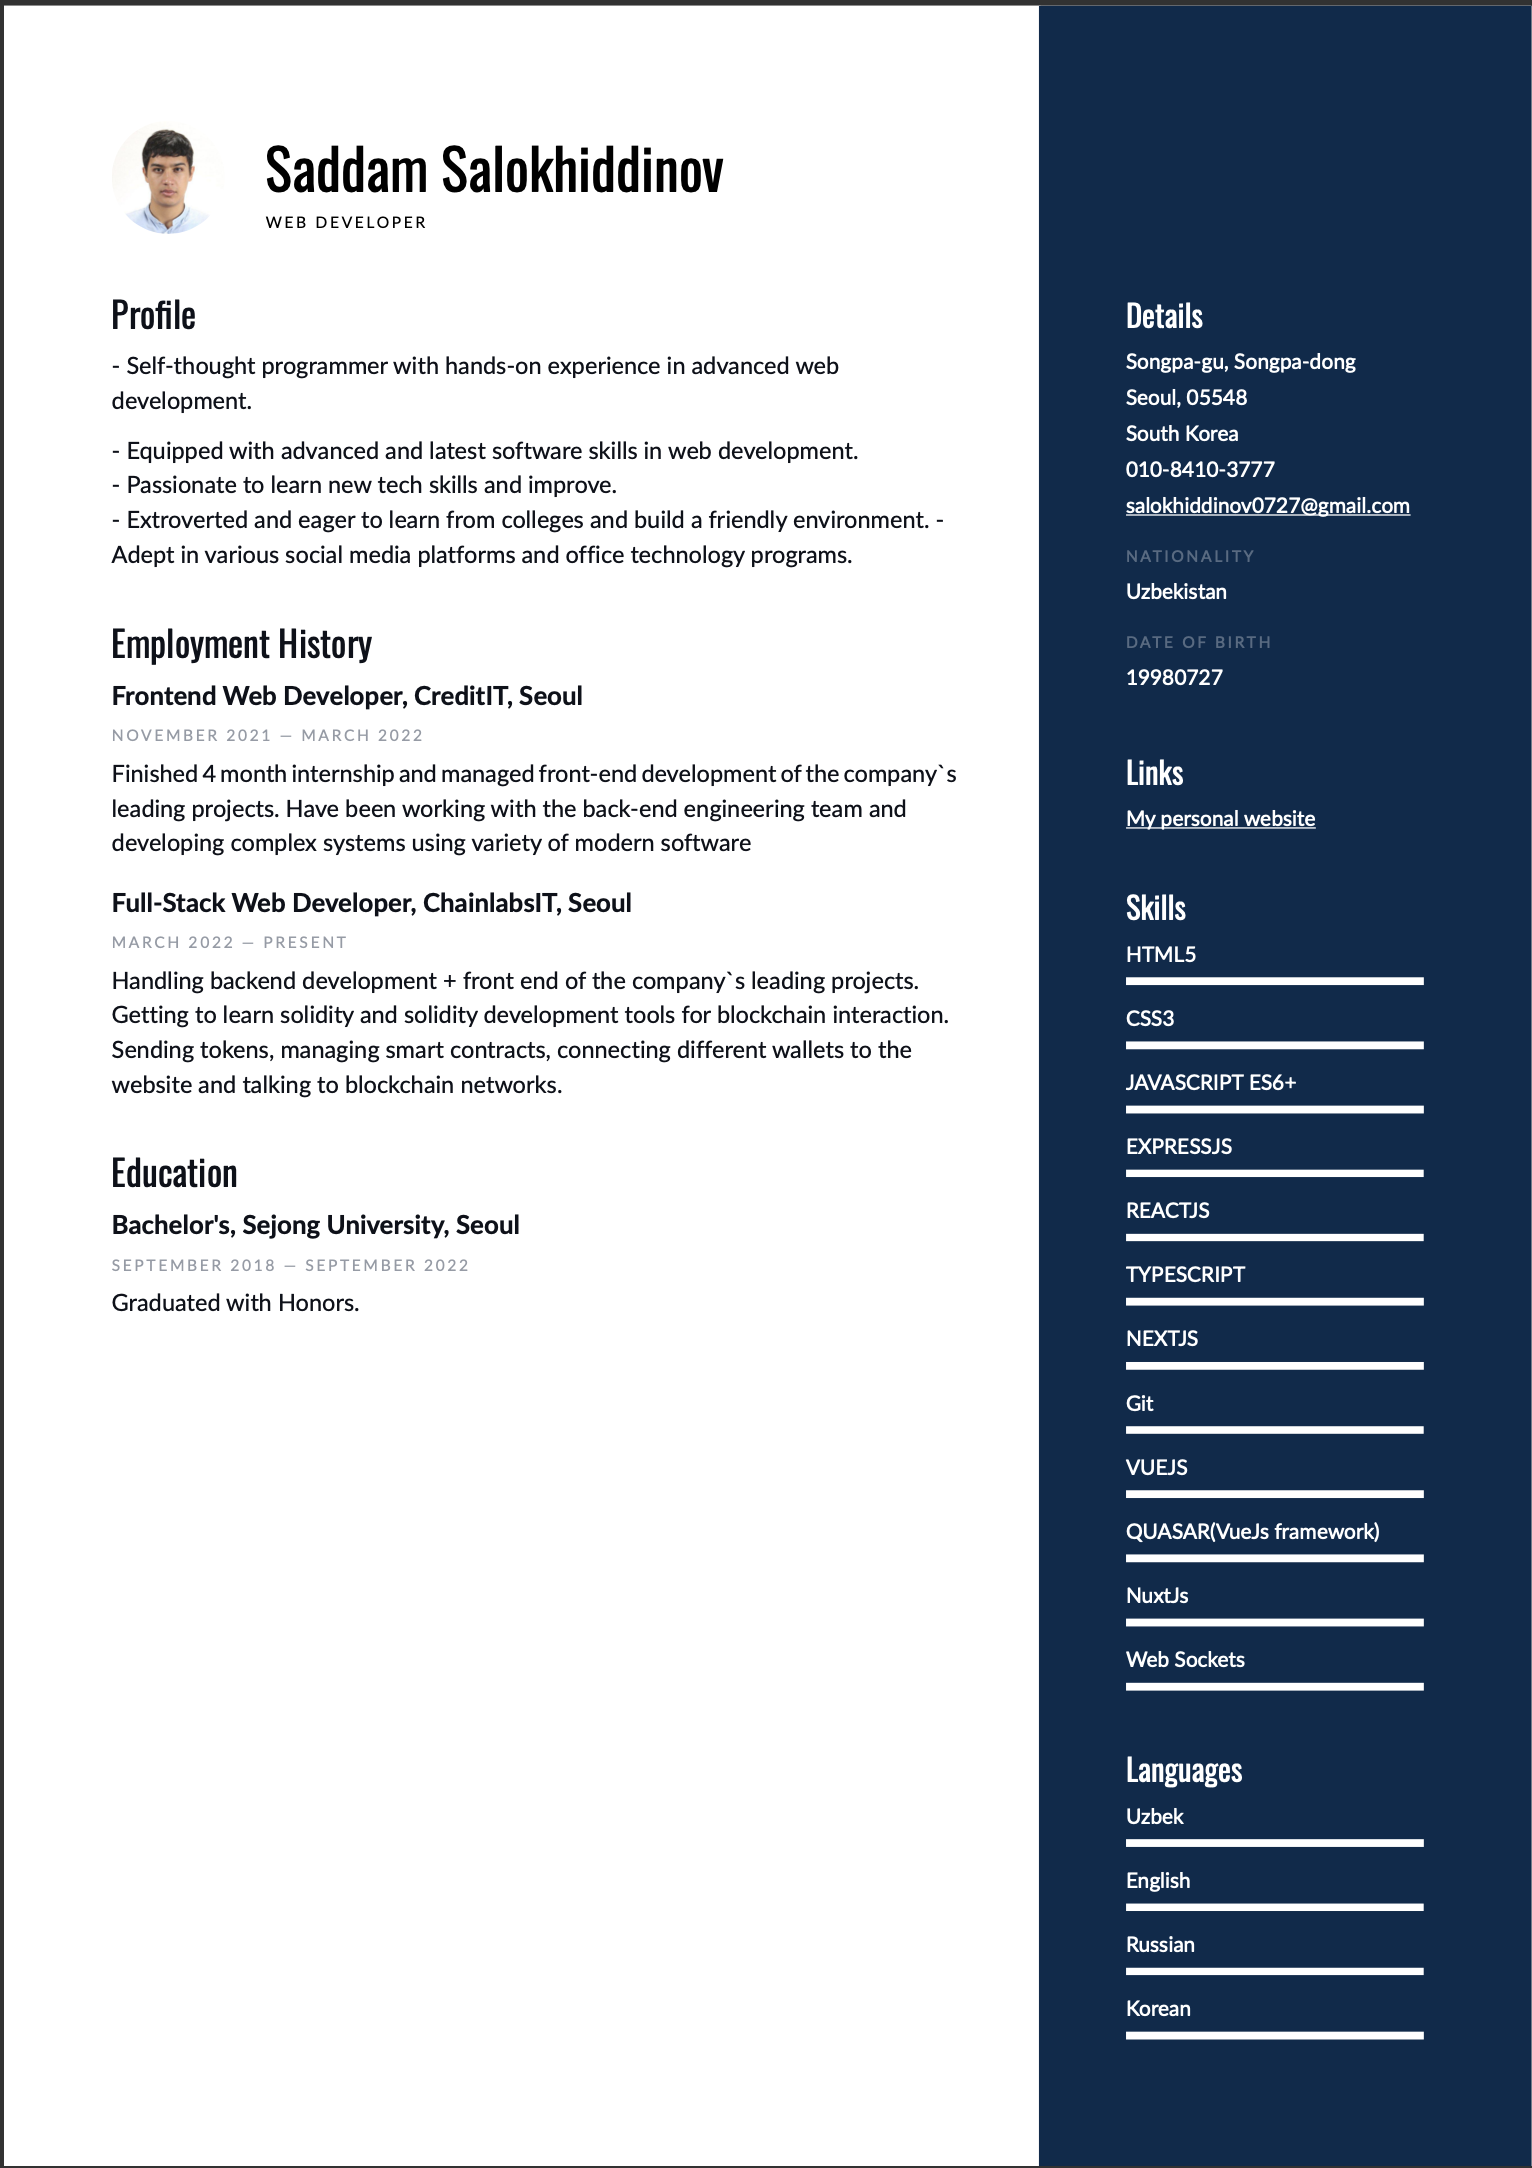 Saddam Salokhiddinov
WEB DEVELOPER
Profile
- Self-thought programmer with hands-on experience in advanced web
development.
- Equipped with advanced and latest software skills in web development.
- Passionate to learn new tech skills and improve.
- Extroverted and eager to learn from colleges and build a friendly environment. -
Adept in various social media platforms and office technology programs.
Employment History
Frontend Web Developer, CreditIT, Seoul
NOVEMBER 2021 — MARCH 2022
Finished 4 month internship and managed front-end development of the company`s
leading projects. Have been working with the back-end engineering team and
developing complex systems using variety of modern software
Full-Stack Web Developer, ChainlabsIT, Seoul
MARCH 2022 — PRESENT
Handling backend development + front end of the company`s leading projects.
Getting to learn solidity and solidity development tools for blockchain interaction.
Sending tokens, managing smart contracts, connecting different wallets to the
website and talking to blockchain networks.
Education
Bachelor's, Sejong University, Seoul
SEPTEMBER 2018 — SEPTEMBER 2022
Graduated with Honors.
Details
Songpa-gu, Songpa-dong
Seoul, 05548
South Korea
010-8410-3777
salokhiddinov0727@gmail.com
NATIONALITY
Uzbekistan
DATE OF BIRTH
19980727
Links
My personal website
Skills
HTML5
CSS3
JAVASCRIPT ES6+
EXPRESSJS
REACTJS
TYPESCRIPT
NEXTJS
Git
VUEJS
QUASAR(VueJs framework)
NuxtJs
Web Sockets
Languages
Uzbek
English
Russian
Korean